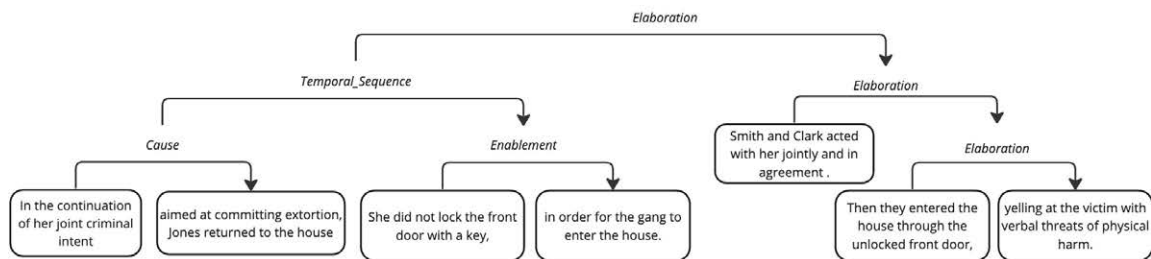 Elaboration
Temporal_Sequence
Elaboration
Cause
Enablement
Elaboration
In the continuation
of her joint criminal
intent
aimed at committing extortion,
Jones returned to the house
She did not lock the front
door with a key,
in order for the gang to
enter the house.
Smith and Clark acted
with her jointly and in
agreement .
Then they entered the
house through the
unlocked front door,
yelling at the victim with
verbal threats of physical
harm.